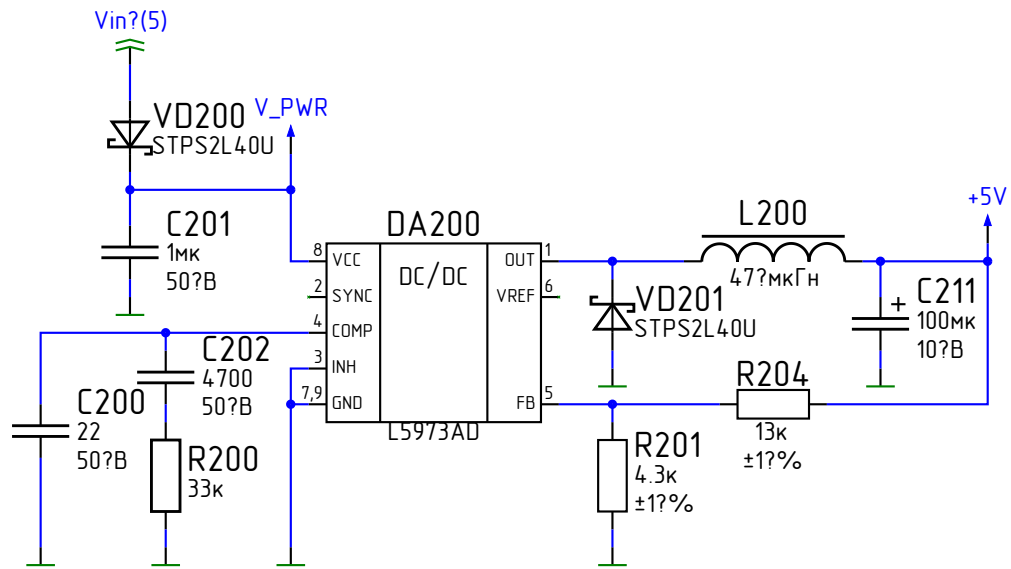 Vin?(5)
VD200
STPS2L40U
V_PWR
C201
1мк
50?В
DA200
DC/DC
8
VCC
2
SYNC
4
COMP
3
INH
7,9
GND
OUT
1
VREF
6
FB
5
L5973AD
L200
47?мкГн
+5V
VD201
STPS2L40U
+
C211
100мк
10?В
C202
4700
50?В
C200
22
50?В
R200
33к
R204
13к
±1?%
R201
4.3к
±1?%